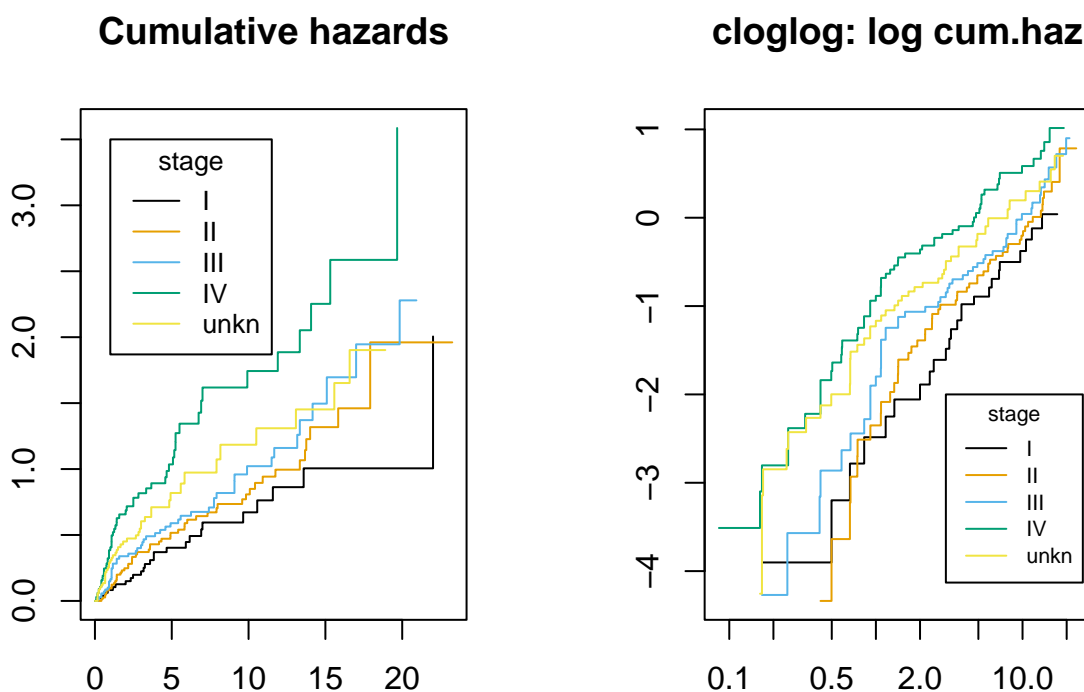 Cumulative hazards
stage
I
II
III
IV
unkn
0.0
1.0
2.0
3.0
0
5
10
15
20
cloglog: log cum.haz
1
0
−1
−2
−3
−4
stage
I
II
III
IV
unkn
0.1
0.5
2.0
10.0